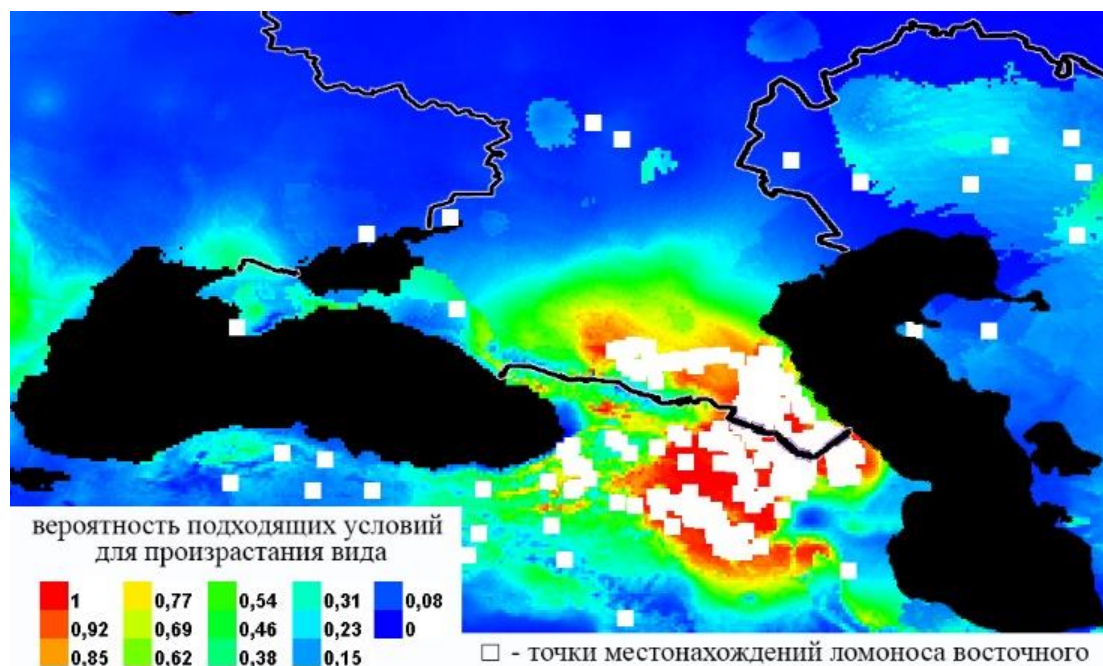 вероятность подходящих условий
для произрастания вида
1 0,77 0,54 0,31 0,08
0,92 0,69 0,46 0,23 0
0,85 0,62 0,38 0,15
□ - точки местонахождений ломоноса восточного